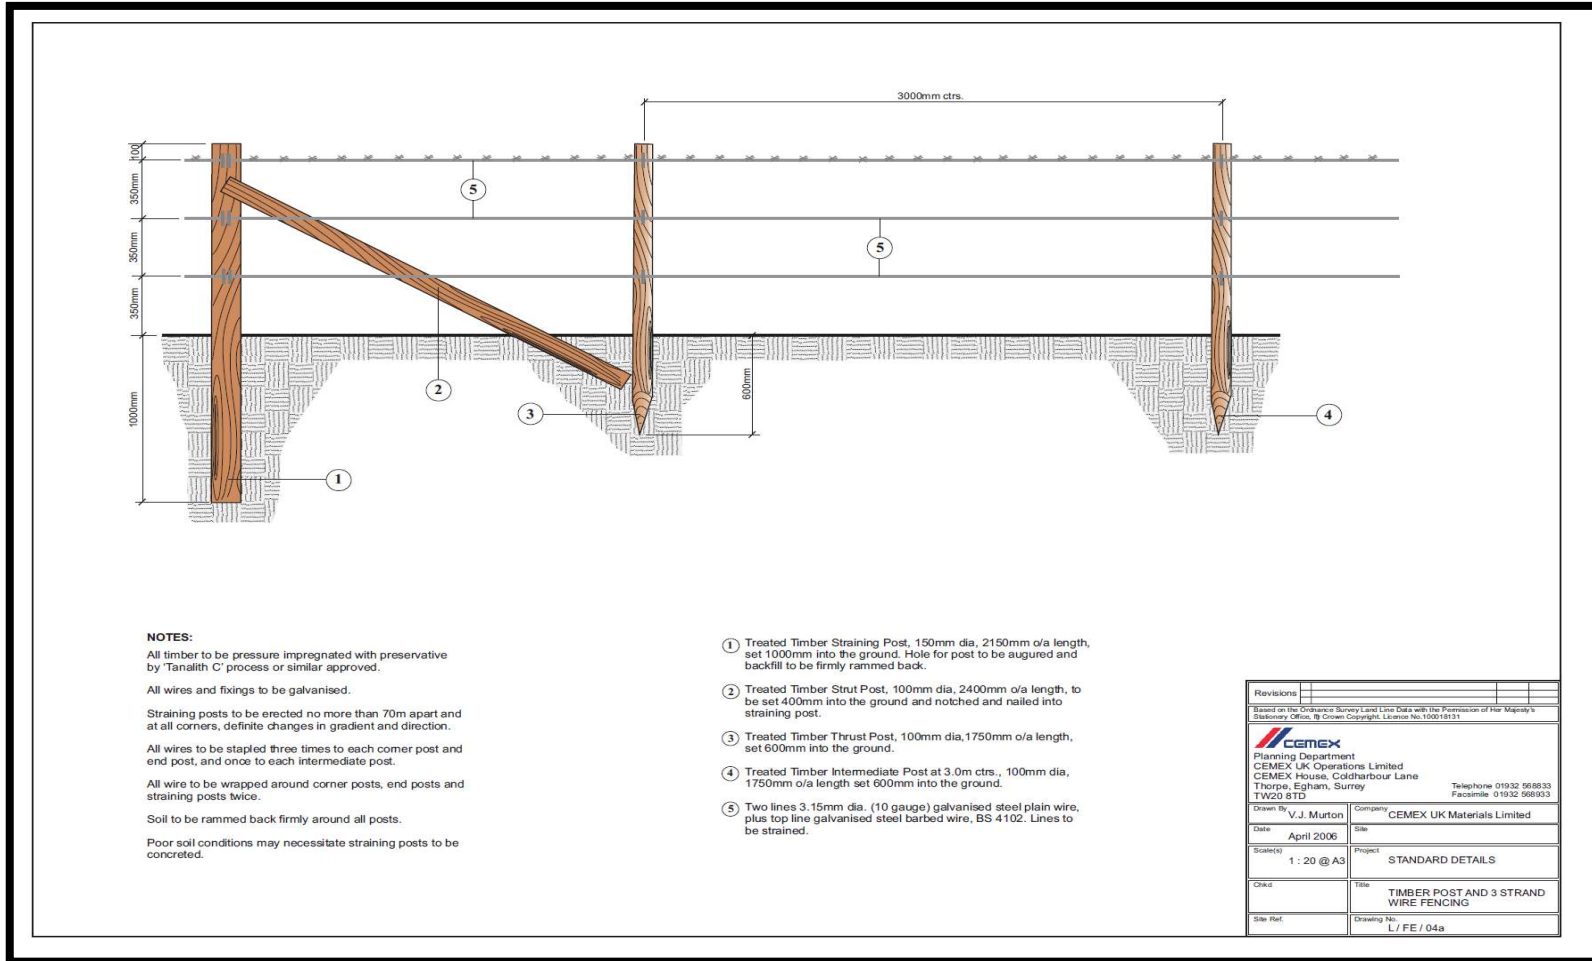 3000mm ctrs.
100
350mm
350mm
350mm
1000mm
600mm
5
5
2
3
4
1
NOTES:
All timber to be pressure impregnated with preservative
by 'Tanalith C' process or similar approved.
All wires and fixings to be galvanised.
Straining posts to be erected no more than 70m apart and
at all corners, definite changes in gradient and direction.
All wires to be stapled three times to each corner post and
end post, and once to each intermediate post.
All wire to be wrapped around corner posts, end posts and
straining posts twice.
Soil to be rammed back firmly around all posts.
Poor soil conditions may necessitate straining posts to be
concreted.
1 Treated Timber Straining Post, 150mm dia, 2150mm o/a length,
set 1000mm into the ground. Hole for post to be augured and
backfill to be firmly rammed back.
2 Treated Timber Strut Post, 100mm dia, 2400mm o/a length, to
be set 400mm into the ground and notched and nailed into
straining post.
3 Treated Timber Thrust Post, 100mm dia,1750mm o/a length,
set 600mm into the ground.
4 Treated Timber Intermediate Post at 3.0m ctrs., 100mm dia,
1750mm o/a length set 600mm into the ground.
5 Two lines 3.15mm dia. (10 gauge) galvanised steel plain wire,
plus top line galvanised steel barbed wire, BS 4102. Lines to
be strained.
Revisions
Based on the Ordnance Survey Land Line Data with the Permission of Her Majesty's
Stationery Office, Crown Copyright. Licence No.100018131
CEMEX
Planning Department
CEMEX UK Operations Limited
CEMEX House, Coldharbour Lane
Thorpe, Egham, Surrey Telephone 01932 568833
TW20 8TD Facsimile 01932 568933
Drawn By V.J. Murton Company CEMEX UK Materials Limited
Date April 2006 Site
Scale(s) 1 : 20 @ A3 Project STANDARD DETAILS
Chkd Title TIMBER POST AND 3 STRAND
WIRE FENCING
Site Ref. Drawing No. L / FE / 04a